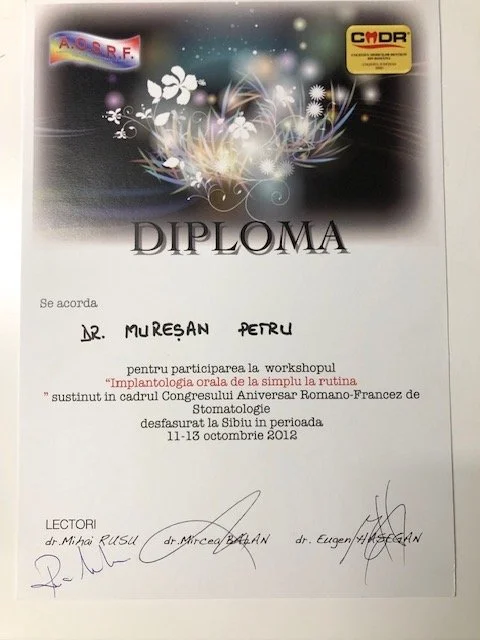 A.O.S.R.F.
CMDR
DIPLOMA
Se acorda
DR. MUREȘAN PETRU
pentru participarea la workshopul
“Implantologia orala de la simplu la rutina
” sustinut in cadrul Congresului Aniversar Romano-Francez de
Stomatologie
desfasurat la Sibiu in perioada
11-13 octombrie 2012
LECTORI
dr.Mihai RUSU dr.Mircea BALAN dr. Eugen HASEGAN